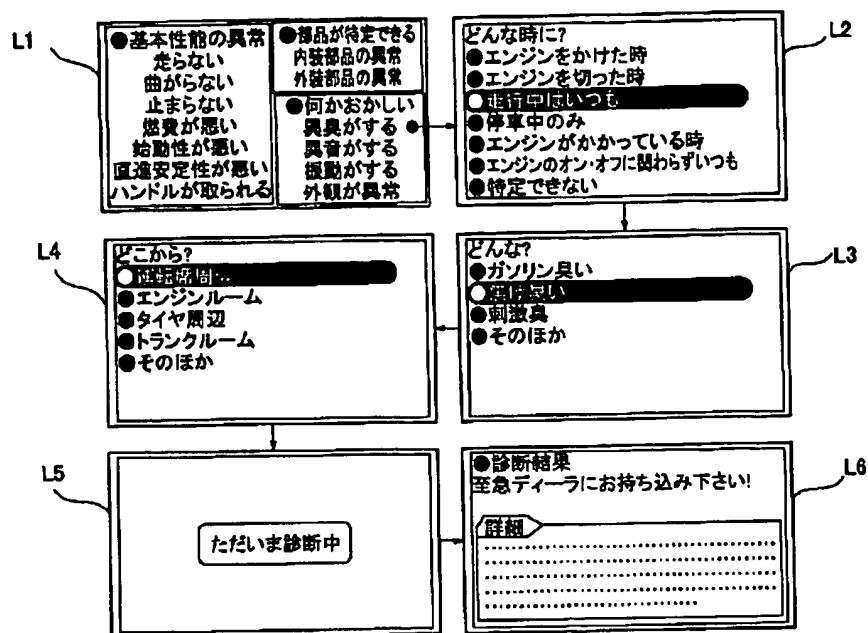 L1
●基本性能の異常
走らない
曲がらない
止まらない
燃費が悪い
始動性が悪い
直進安定性が悪い
ハンドルが取られる
●部品が特定できる
内装部品の異常
外装部品の異常
●何かおかしい
異臭がする
異音がする
振動がする
外観が異常
L2
どんな時に?
●エンジンをかけた時
エンジンを切った時
走行中はいつも
●停車中のみ
●エンジンがかかっている時
●エンジンのオン・オフに関わらずいつも
●特定できない
L3
どんな?
●ガソリン臭い
臭い
●刺激臭
●そのほか
L4
どこから?
運転席周
●エンジンルーム
●タイヤ周辺
●トランクルーム
●そのほか
L5
ただいま診断中
L6
●診断結果
至急ディーラにお持ち込み下さい!
詳細